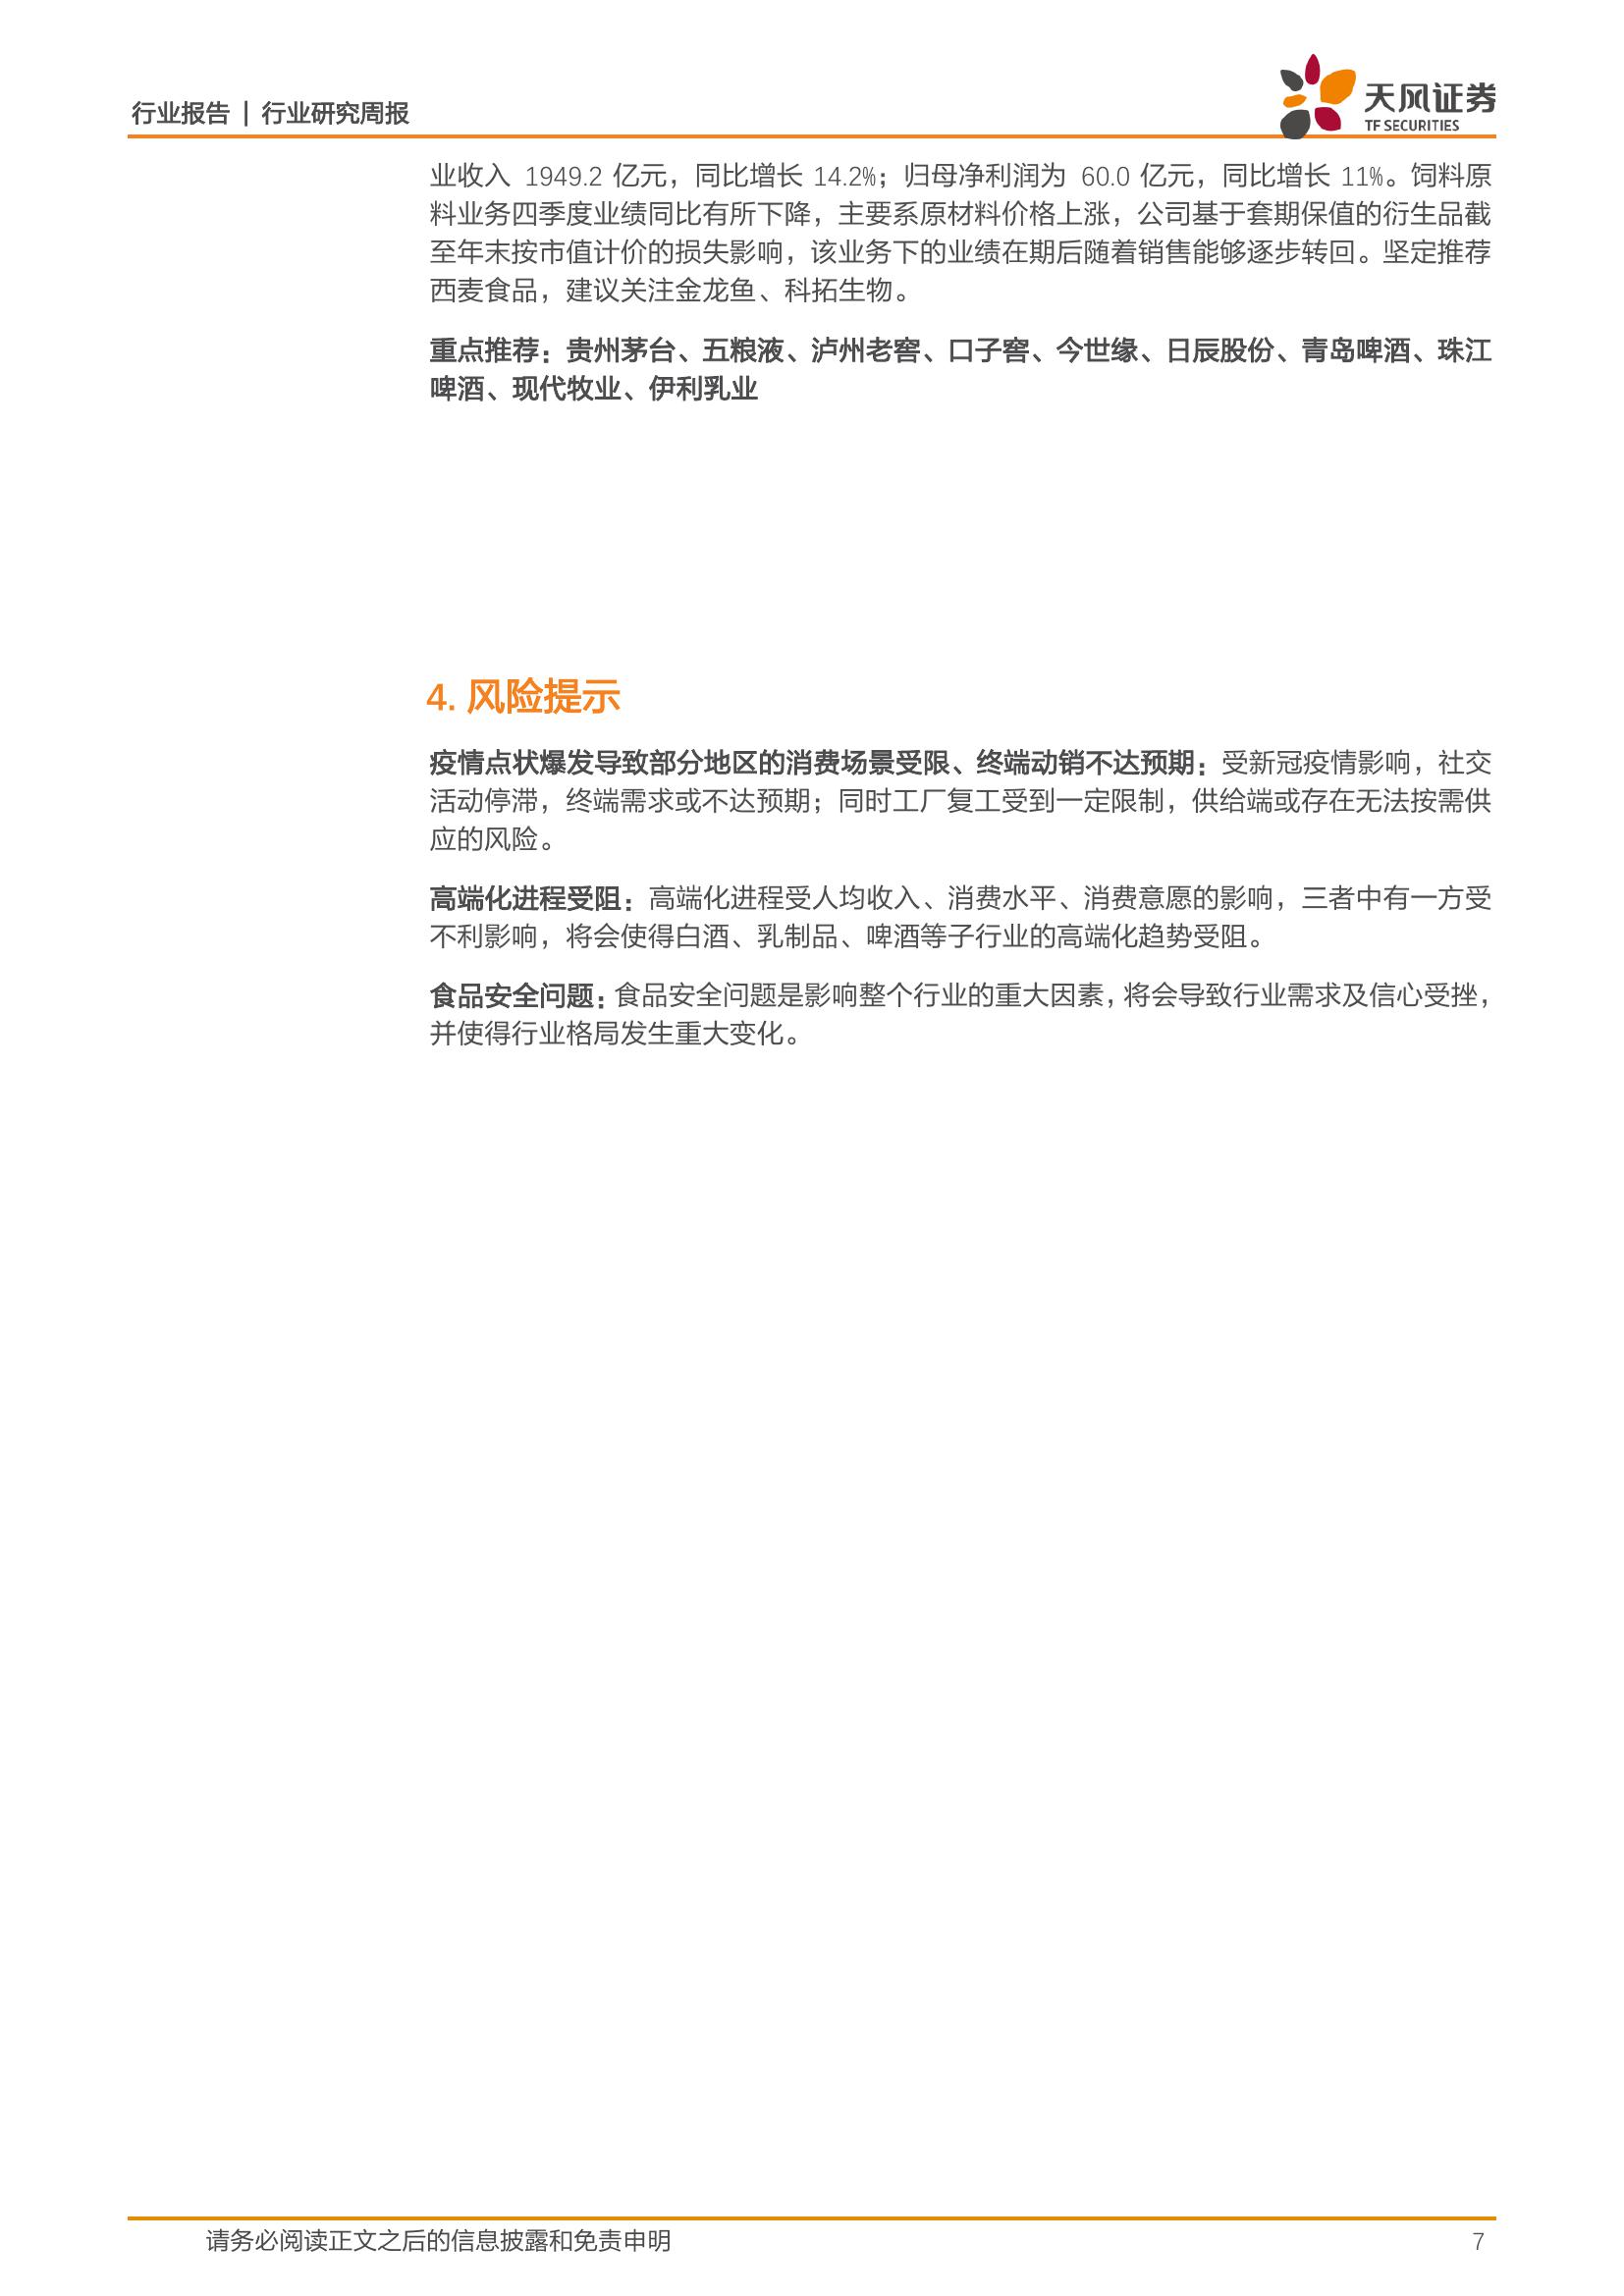 行业报告 | 行业研究周报
天风证券
TF SECURITIES
业收入 1949.2 亿元，同比增长 14.2%；归母净利润为 60.0 亿元，同比增长 11%。饲料原
料业务四季度业绩同比有所下降，主要系原材料价格上涨，公司基于套期保值的衍生品截
至年末按市值计价的损失影响，该业务下的业绩在期后随着销售能够逐步转回。坚定推荐
西麦食品，建议关注金龙鱼、科拓生物。
重点推荐：贵州茅台、五粮液、泸州老窖、口子窖、今世缘、日辰股份、青岛啤酒、珠江
啤酒、现代牧业、伊利乳业
4. 风险提示
疫情点状爆发导致部分地区的消费场景受限、终端动销不达预期：受新冠疫情影响，社交
活动停滞，终端需求或不达预期；同时工厂复工受到一定限制，供给端或存在无法按需供
应的风险。
高端化进程受阻：高端化进程受人均收入、消费水平、消费意愿的影响，三者中有一方受
不利影响，将会使得白酒、乳制品、啤酒等子行业的高端化趋势受阻。
食品安全问题：食品安全问题是影响整个行业的重大因素，将会导致行业需求及信心受挫，
并使得行业格局发生重大变化。
请务必阅读正文之后的信息披露和免责申明
7